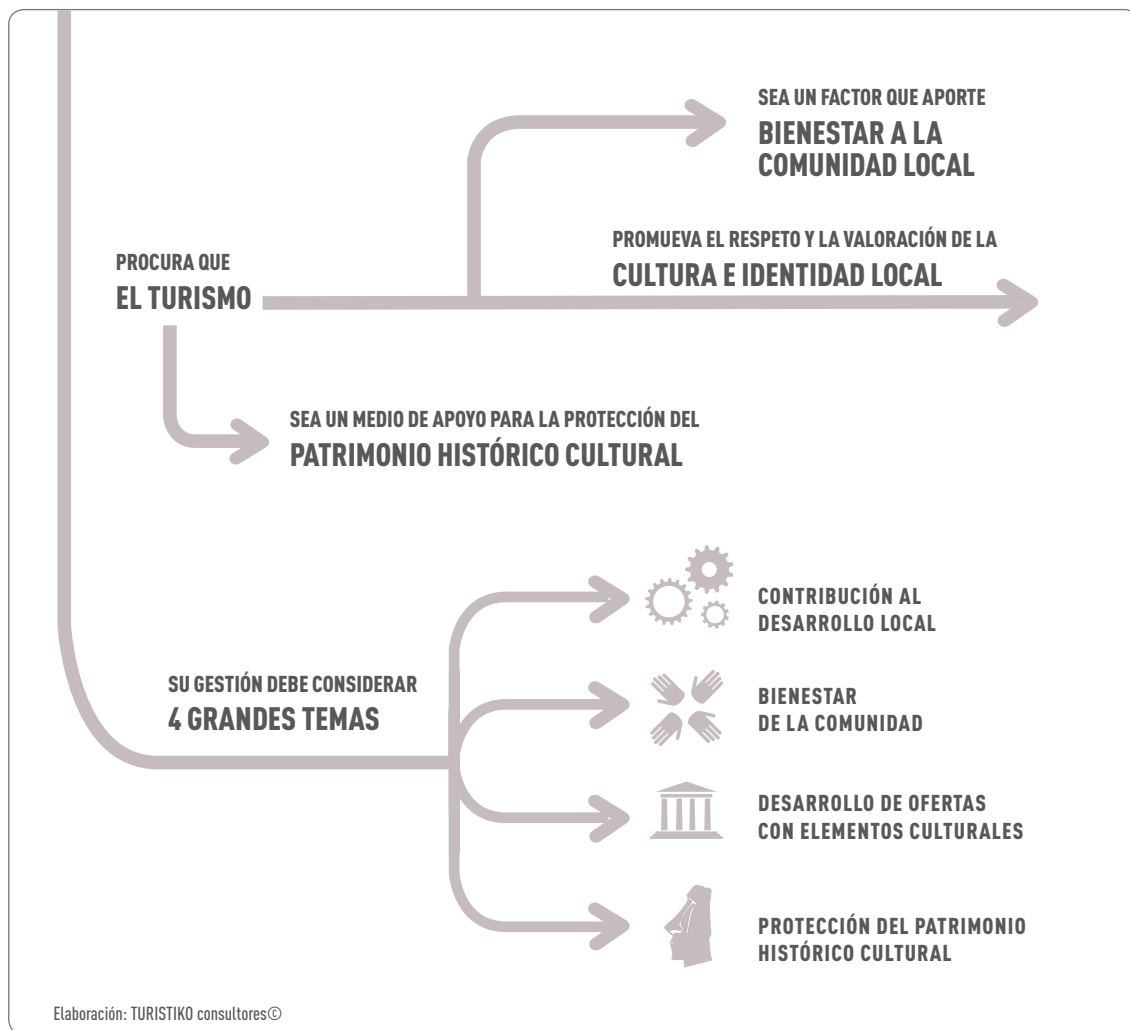 SEA UN FACTOR QUE APORTE
BIENESTAR A LA
COMUNIDAD LOCAL
PROMUEVA EL RESPETO Y LA VALORACIÓN DE LA
CULTURA E IDENTIDAD LOCAL
PROCURA QUE
EL TURISMO
SEA UN MEDIO DE APOYO PARA LA PROTECCIÓN DEL
PATRIMONIO HISTÓRICO CULTURAL
CONTRIBUCIÓN AL
DESARROLLO LOCAL
SU GESTIÓN DEBE CONSIDERAR
4 GRANDES TEMAS
BIENESTAR
DE LA COMUNIDAD
DESARROLLO DE OFERTAS
CON ELEMENTOS CULTURALES
PROTECCIÓN DEL PATRIMONIO
HISTÓRICO CULTURAL
Elaboración: TURISTIKO consultores©